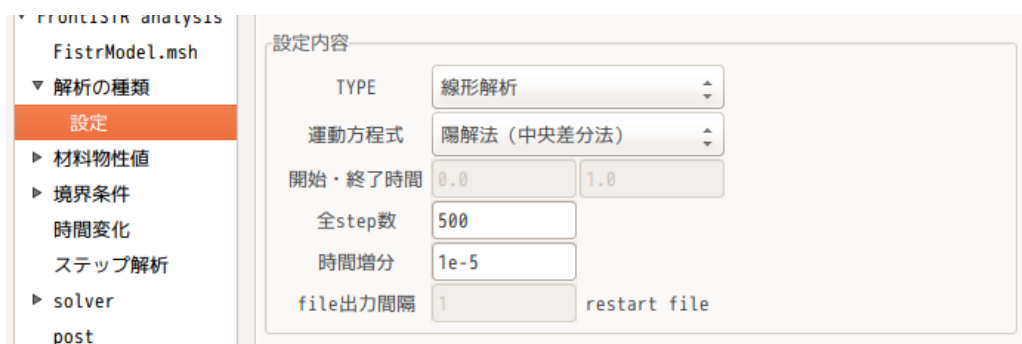 FrontISTR analysis
FistrModel.msh
解析の種類
設定
材料物性値
境界条件
時間変化
ステップ解析
solver
post
設定内容
TYPE 線形解析
運動方程式 陽解法（中央差分法）
開始・終了時間 0.0 1.0
全step数 500
時間増分 1e-5
file出力間隔 1 restart file